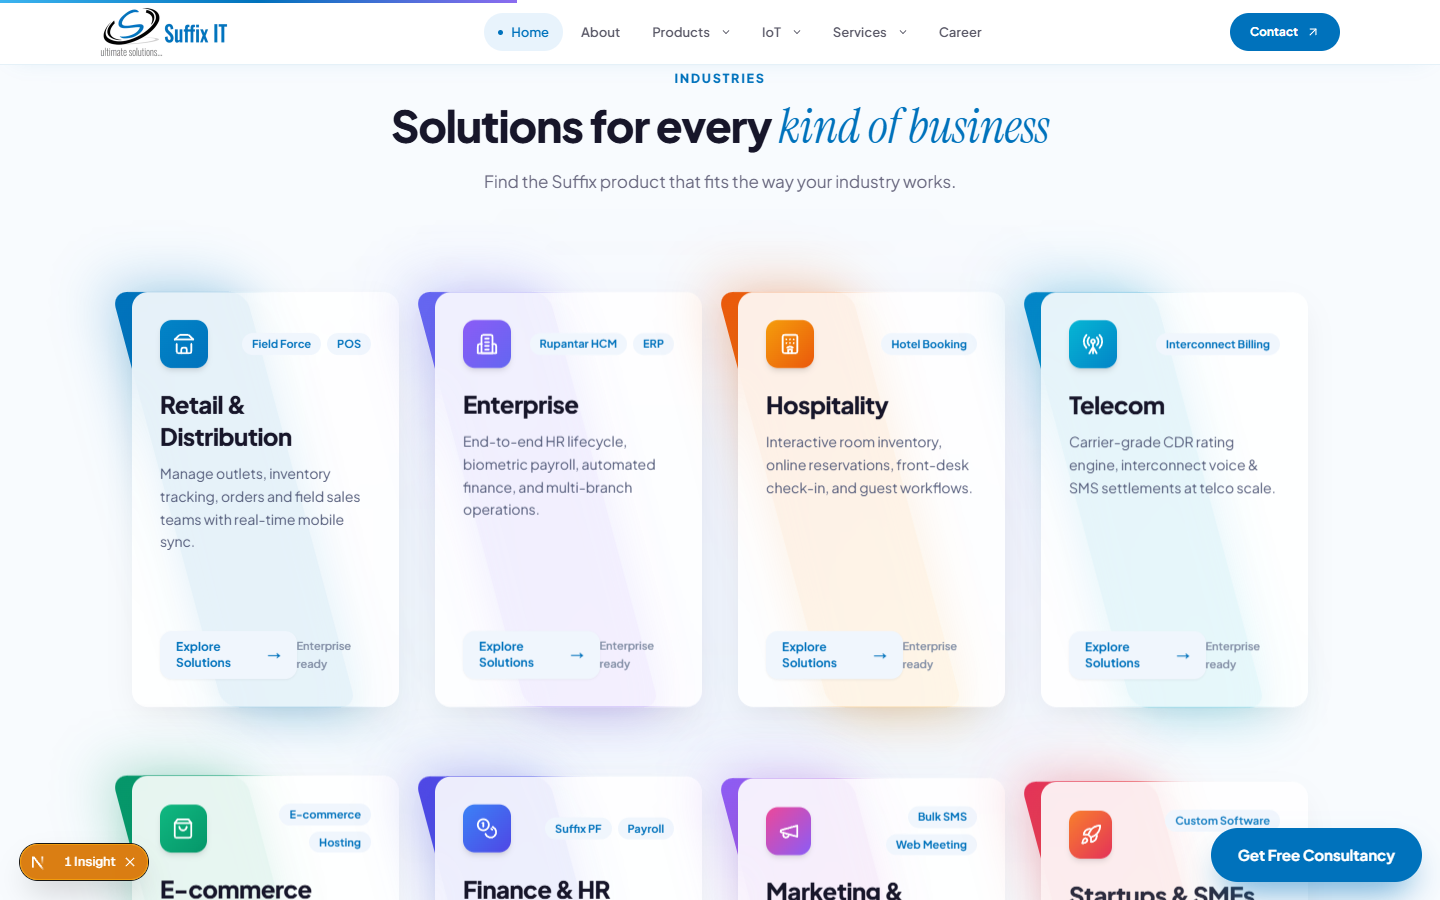 Suffix IT
ultimate solutions...
Home
About
Products
IoT
Services
Career
Contact
INDUSTRIES
Solutions for every kind of business
Find the Suffix product that fits the way your industry works.
Field Force
POS
Retail &
Distribution
Manage outlets, inventory
tracking, orders and field sales
teams with real-time mobile
sync.
Explore
Solutions
→
Enterprise
ready
Rupantar HCM
ERP
Enterprise
End-to-end HR lifecycle,
biometric payroll, automated
finance, and multi-branch
operations.
Explore
Solutions
→
Enterprise
ready
Hotel Booking
Hospitality
Interactive room inventory,
online reservations, front-desk
check-in, and guest workflows.
Explore
Solutions
→
Enterprise
ready
Interconnect Billing
Telecom
Carrier-grade CDR rating
engine, interconnect voice &
SMS settlements at telco scale.
Explore
Solutions
→
Enterprise
ready
E-commerce
Hosting
E-commerce
Suffix PF
Payroll
Finance & HR
Bulk SMS
Web Meeting
Marketing &
Custom Software
Startups & SMEs
1 Insight
Get Free Consultancy